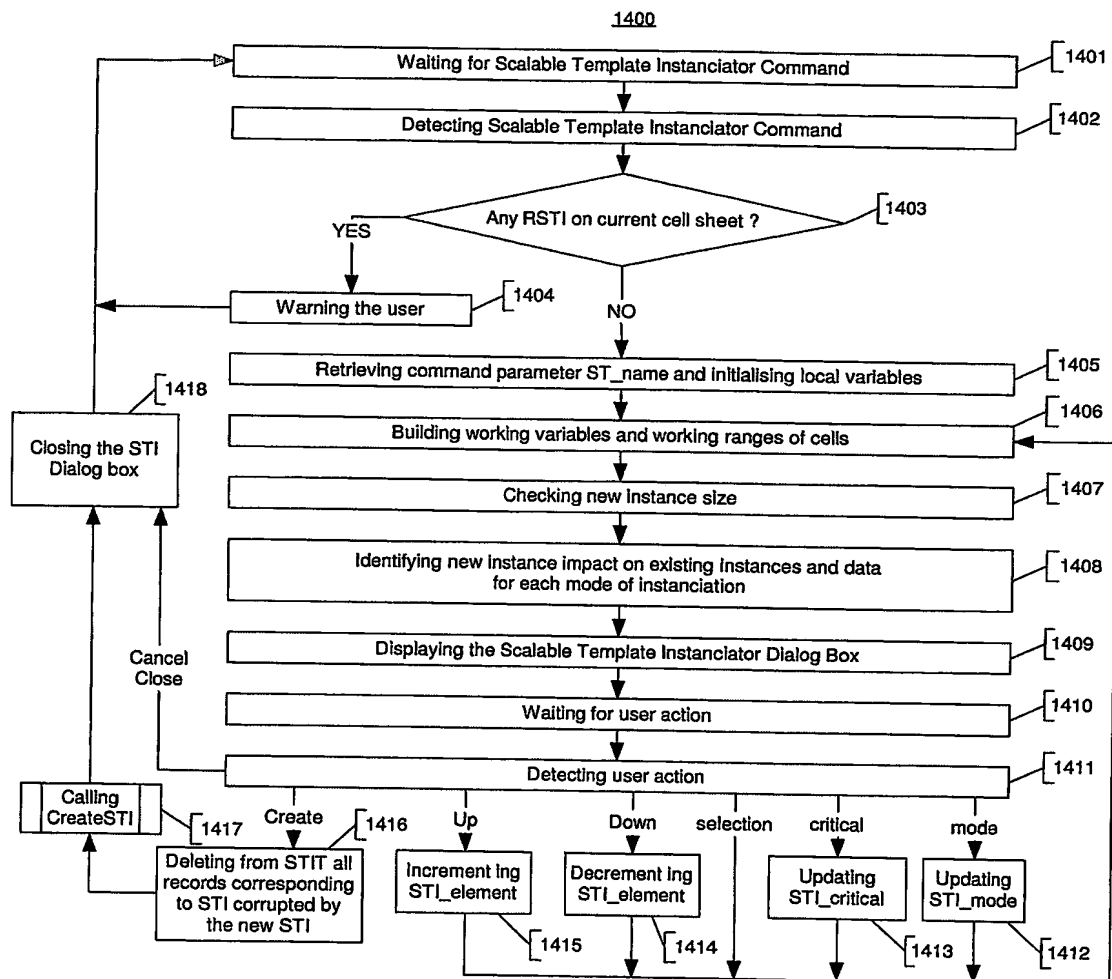 1400
Waiting for Scalable Template Instanciator Command
1401
Detecting Scalable Template Instanciator Command
1402
Any RSTI on current cell sheet ?
1403
YES
Warning the user
1404
NO
Retrieving command parameter ST_name and initialising local variables
1405
1418
Closing the STI
Dialog box
Building working variables and working ranges of cells
1406
Checking new instance size
1407
Identifying new instance impact on existing instances and data
for each mode of instanciation
1408
Displaying the Scalable Template Instanciator Dialog Box
1409
Cancel
Close
Waiting for user action
1410
Detecting user action
1411
Calling
CreateSTI
1417
Create
1416
Up
Down
selection
critical
mode
Deleting from STIT all
records corresponding
to STI corrupted by
the new STI
Increment ing
STI_element
1415
Decrement ing
STI_element
1414
Updating
STI_critical
1413
Updating
STI_mode
1412